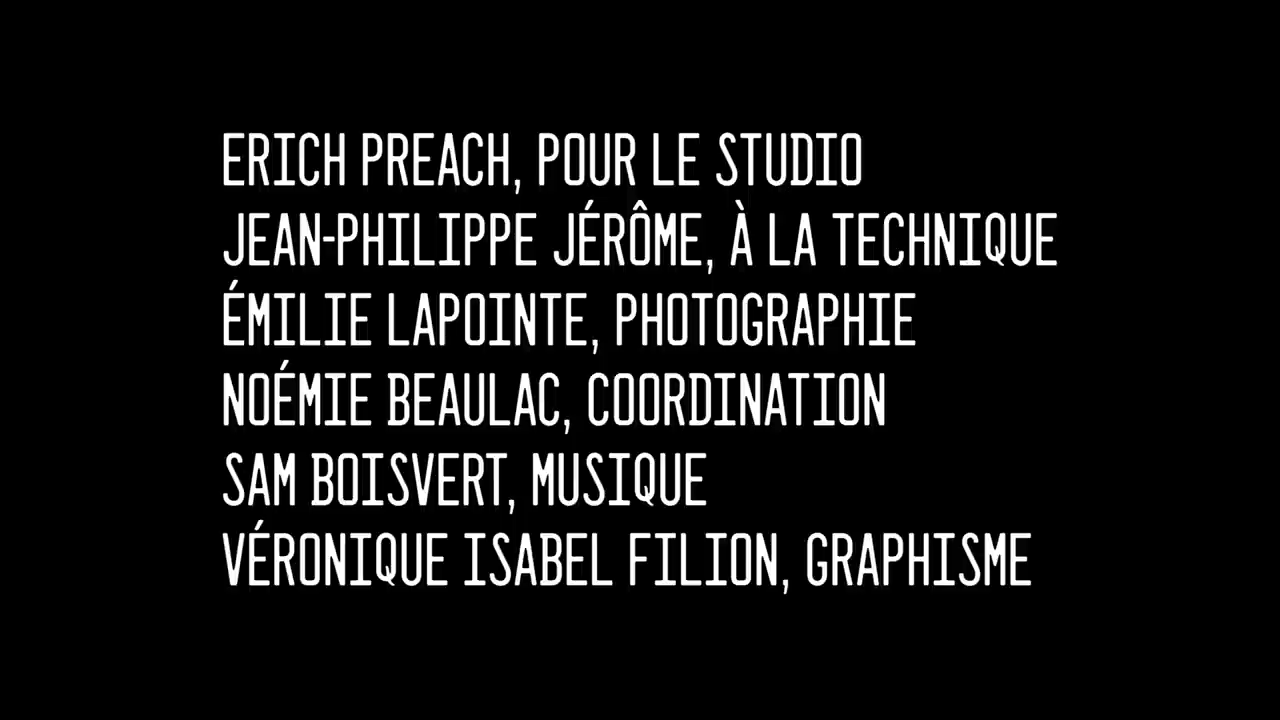 ERICH PREACH, POUR LE STUDIO
JEAN-PHILIPPE JÉRÔME, À LA TECHNIQUE
ÉMILIE LAPOINTE, PHOTOGRAPHIE
NOÉMIE BEAULAC, COORDINATION
SAM BOISVERT, MUSIQUE
VÉRONIQUE ISABEL FILION, GRAPHISME